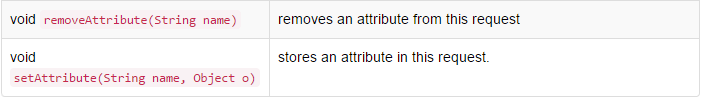 void removeAttribute(String name) removes an attribute from this request
void stores an attribute in this request.
setAttribute(String name, Object o)